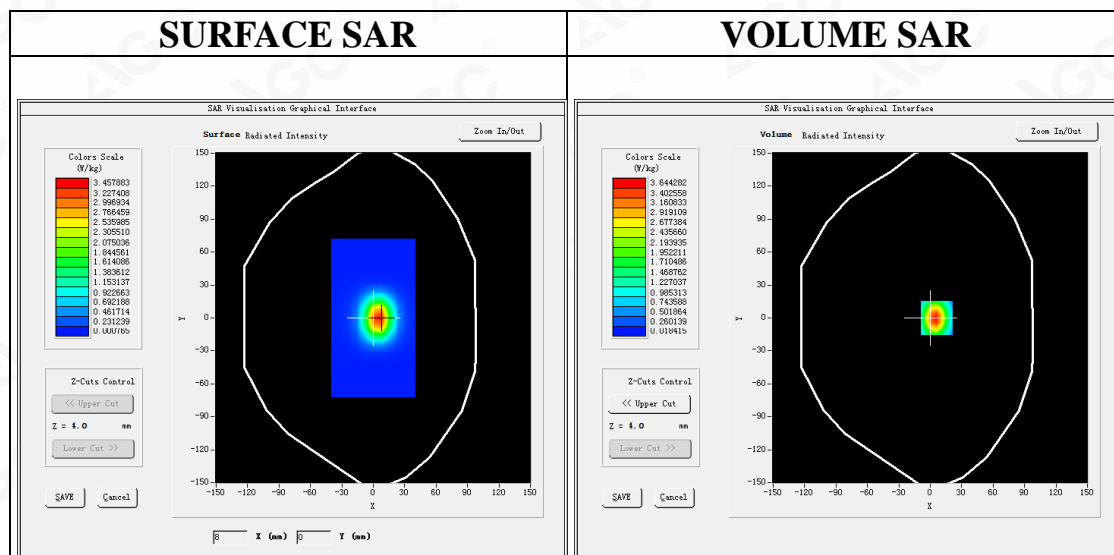 SURFACE SAR
VOLUME SAR
SAR Visualisation Graphical Interface
Surface Radiated Intensity
Zoom In/Out
Colors Scale
(W/kg)
3.457883
3.227408
2.996934
2.766459
2.535985
2.305510
2.075036
1.844561
1.614086
1.383612
1.153137
0.922663
0.692188
0.461714
0.231239
0.000765
150
120
90
60
30
0
-30
-60
-90
-120
-150
Y
-150 -120 -90 -60 -30 0 30 60 90 120 150
X
Z-Cuts Control
<< Upper Cut
Z = 4.0 mm
Lower Cut >>
SAVE Cancel
8 X (mm) 0 Y (mm)
SAR Visualisation Graphical Interface
Volume Radiated Intensity
Zoom In/Out
Colors Scale
(W/kg)
3.644282
3.402558
3.160833
2.919109
2.677384
2.435660
2.193935
1.952211
1.710486
1.468762
1.227037
0.985313
0.743588
0.501864
0.260139
0.018415
150
120
90
60
30
0
-30
-60
-90
-120
-150
Y
-150 -120 -90 -60 -30 0 30 60 90 120 150
X
Z-Cuts Control
<< Upper Cut
Z = 4.0 mm
Lower Cut >>
SAVE Cancel